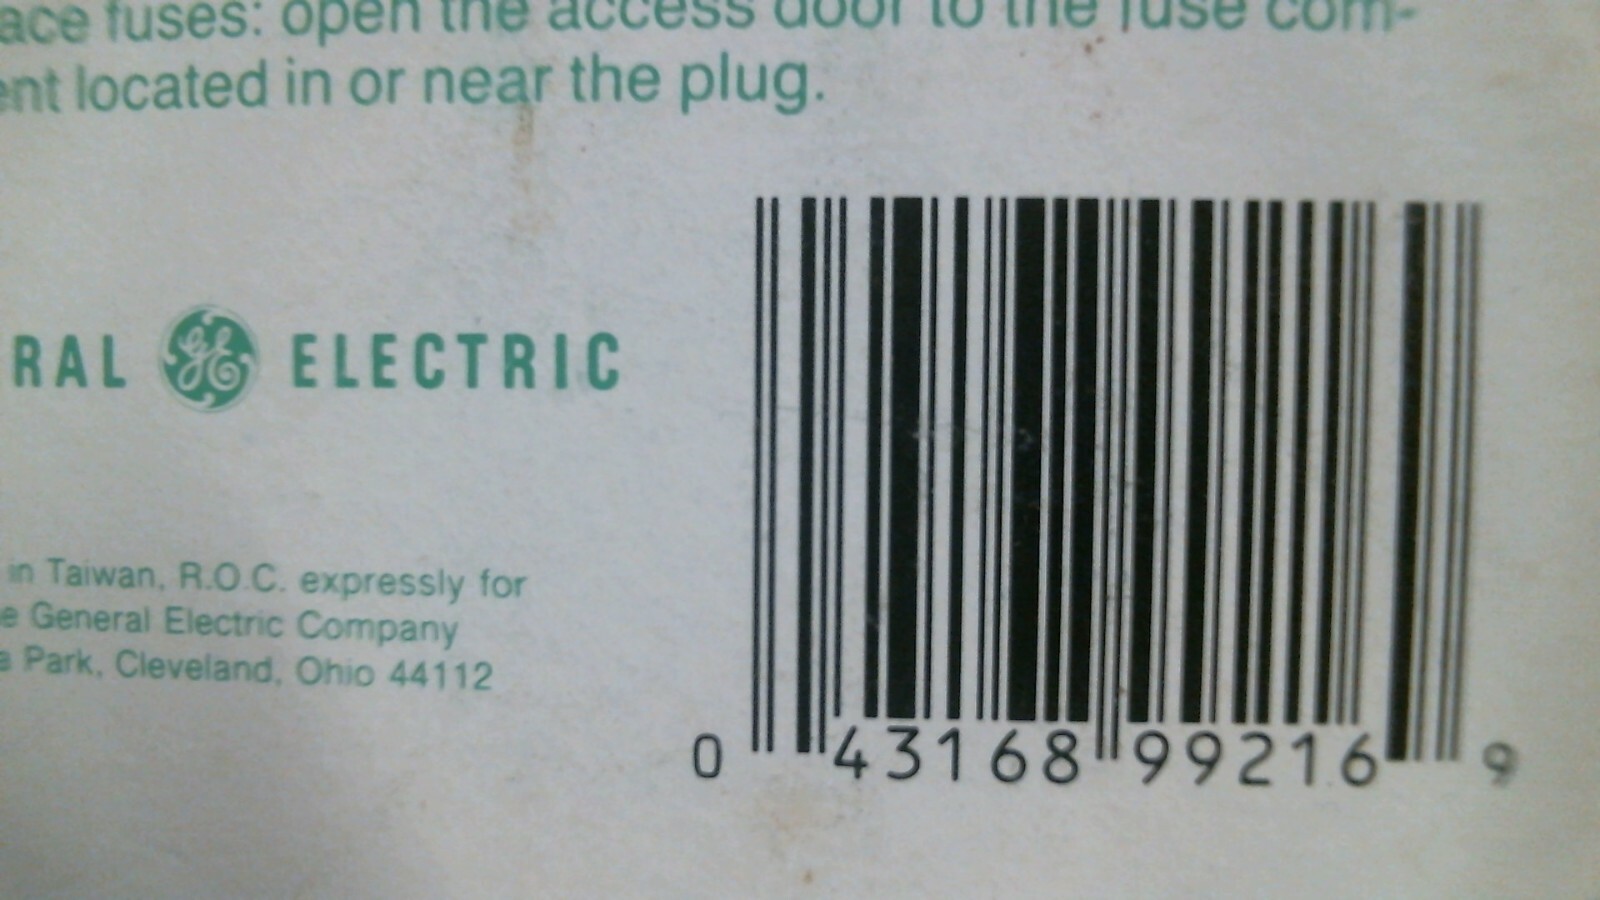 ace fuses: open the access door to the fuse com-
ent located in or near the plug.
RAL GE ELECTRIC
in Taiwan, R.O.C. expressly for
e General Electric Company
a Park, Cleveland, Ohio 44112
0 43168 99216 9